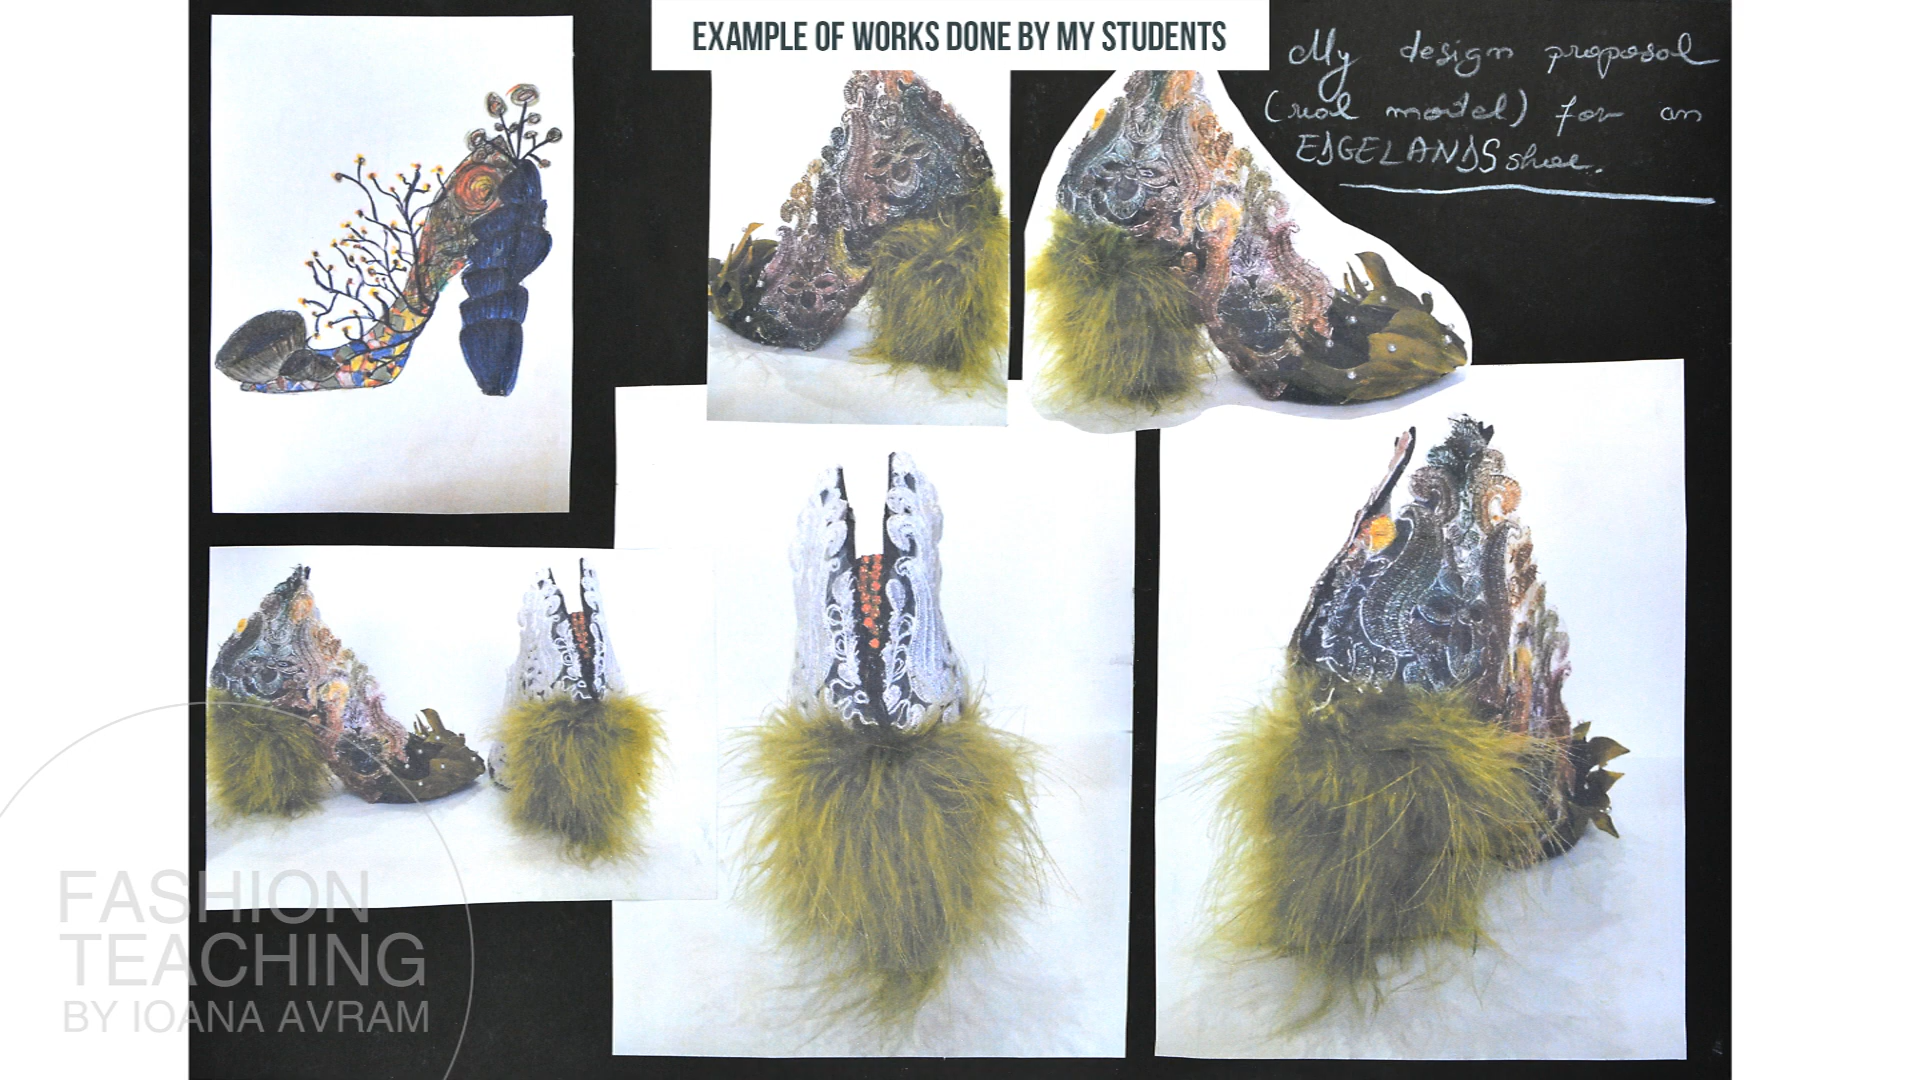 EXAMPLE OF WORKS DONE BY MY STUDENTS
My design proposal
(real model) for an
EDGELANDS shoe.
FASHION
TEACHING
BY IOANA AVRAM